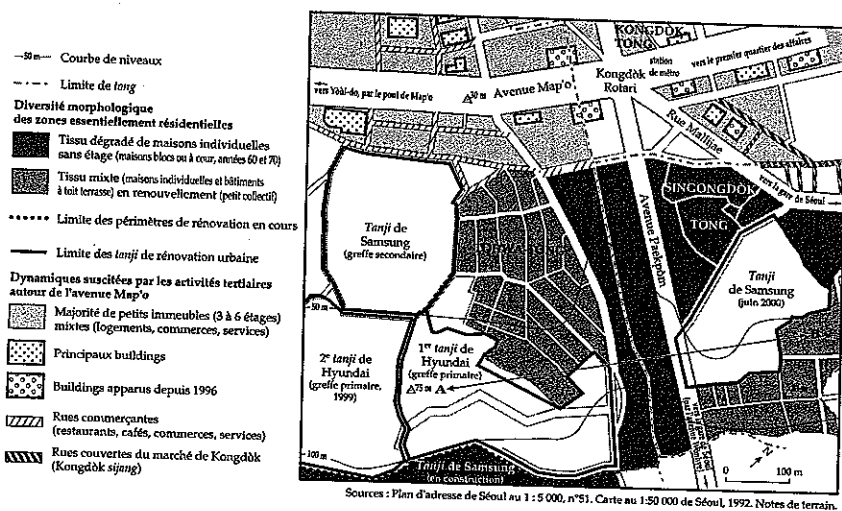 —50 m— Courbe de niveaux
Limite de tong
Diversité morphologique
des zones essentiellement résidentielles
Tissu dégradé de maisons individuelles
sans étage (maisons blocs ou à cour, années 60 et 70)
Tissu mixte (maisons individuelles et bâtiments
à toit terrasse) en renouvellement (petit collectif)
Limite des périmètres de rénovation en cours
Limite des tanji de rénovation urbaine
Dynamiques suscitées par les activités tertiaires
autour de l'avenue Map'o
Majorité de petits immeubles (3 à 6 étages)
mixtes (logements, commerces, services)
Principaux buildings
Buildings apparus depuis 1996
Rues commerçantes
(restaurants, cafés, commerces, services)
Rues couvertes du marché de Kongdŏk
(Kongdŏk sijang)
KONGDŎK
TONG
vers le premier quartier des affaires
station
de métro
Avenue Map'o
Kongdŏk
Rotari
vers Yŏŭi-do, par le pont de Map'o
30 m
Rue Mallijae
vers la gare de Séoul
SINGONGDŎK
TONG
Tanji de
Samsung
(greffe secondaire)
Avenue Paekpŏm
Tanji
de Samsung
(juin 2000)
50 m
1er tanji de
Hyundai
(greffe primaire)
75 m A
2e tanji de
Hyundai
(greffe primaire,
1999)
100 m
Tanji de Samsung
(en construction)
N
0 100 m
Sources : Plan d'adresse de Séoul au 1 : 5 000, n°51. Carte au 1:50 000 de Séoul, 1992. Notes de terrain.